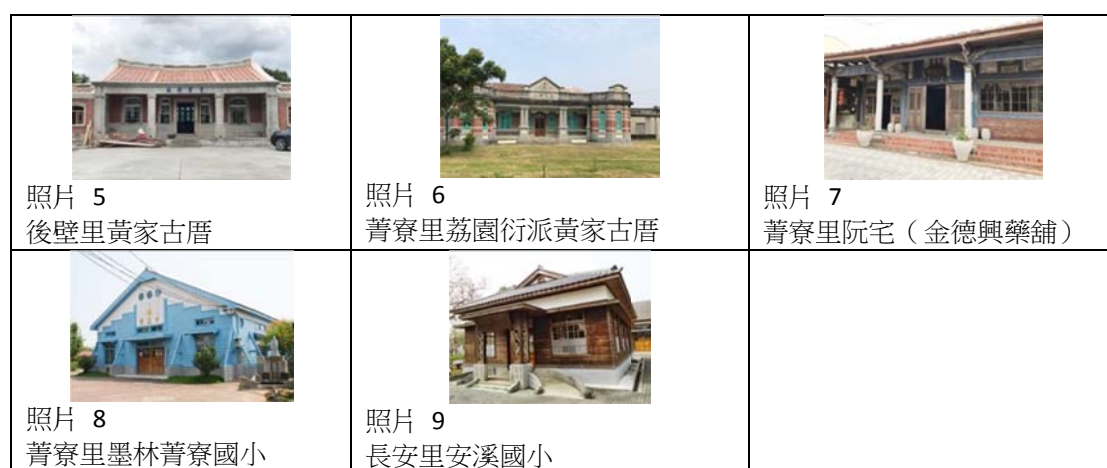 照片 5
後壁里黃家古厝
照片 6
菁寮里荔園衍派黃家古厝
照片 7
菁寮里阮宅（金德興藥舖）
照片 8
菁寮里墨林菁寮國小
照片 9
長安里安溪國小